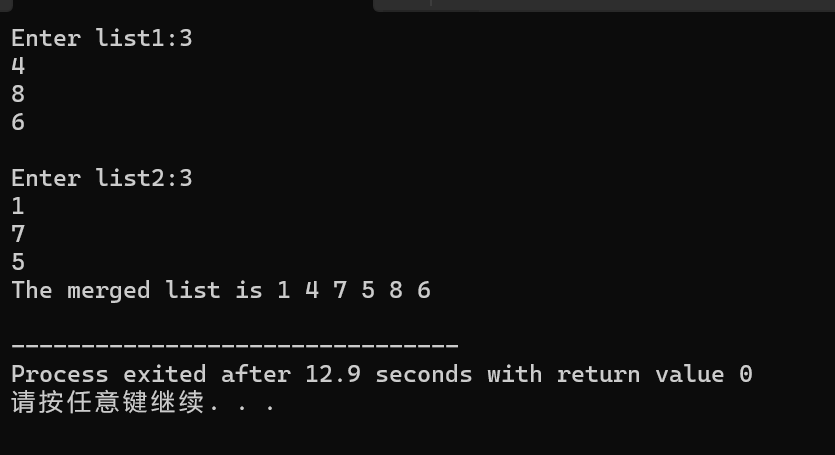 Enter list1:3
4
8
6
Enter list2:3
1
7
5
The merged list is 1 4 7 5 8 6
--------------------------------
Process exited after 12.9 seconds with return value 0
请按任意键继续. . .